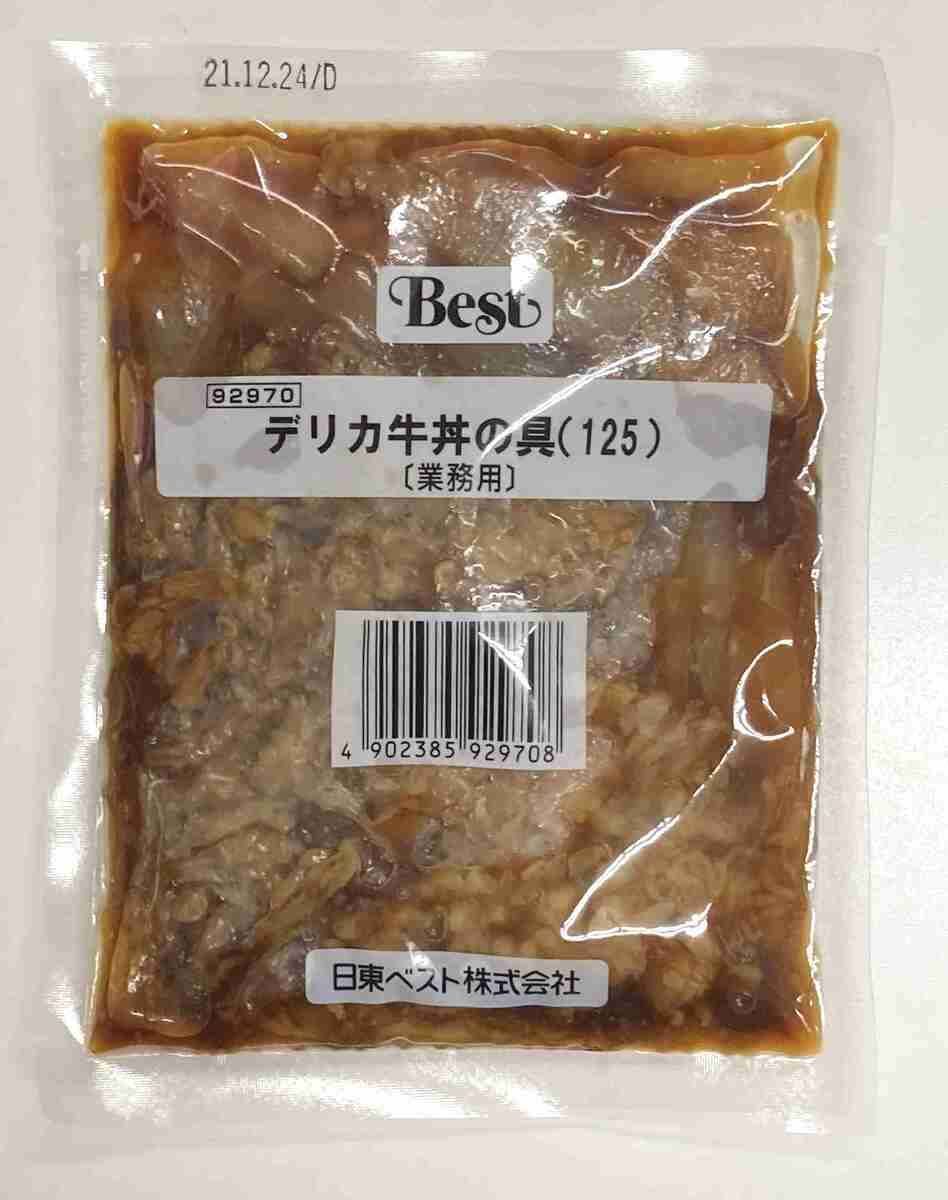 21.12.24/D
Best
92970
デリカ牛丼の具(125)
〔業務用〕
4 902385 929708
日東ベスト株式会社